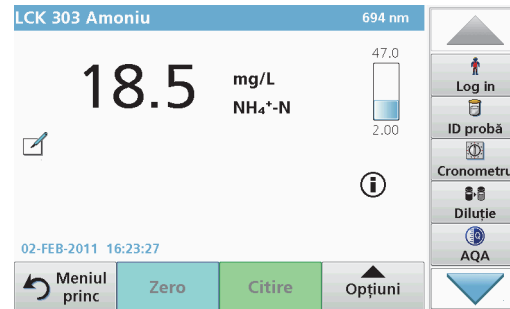 LCK 303 Amoniu 694 nm
47.0
18.5 mg/L
NH₄⁺-N
2.00
02-FEB-2011 16:23:27
Meniul princ
Zero
Citire
Opțiuni
Log in
ID probă
Cronometru
Diluție
AQA